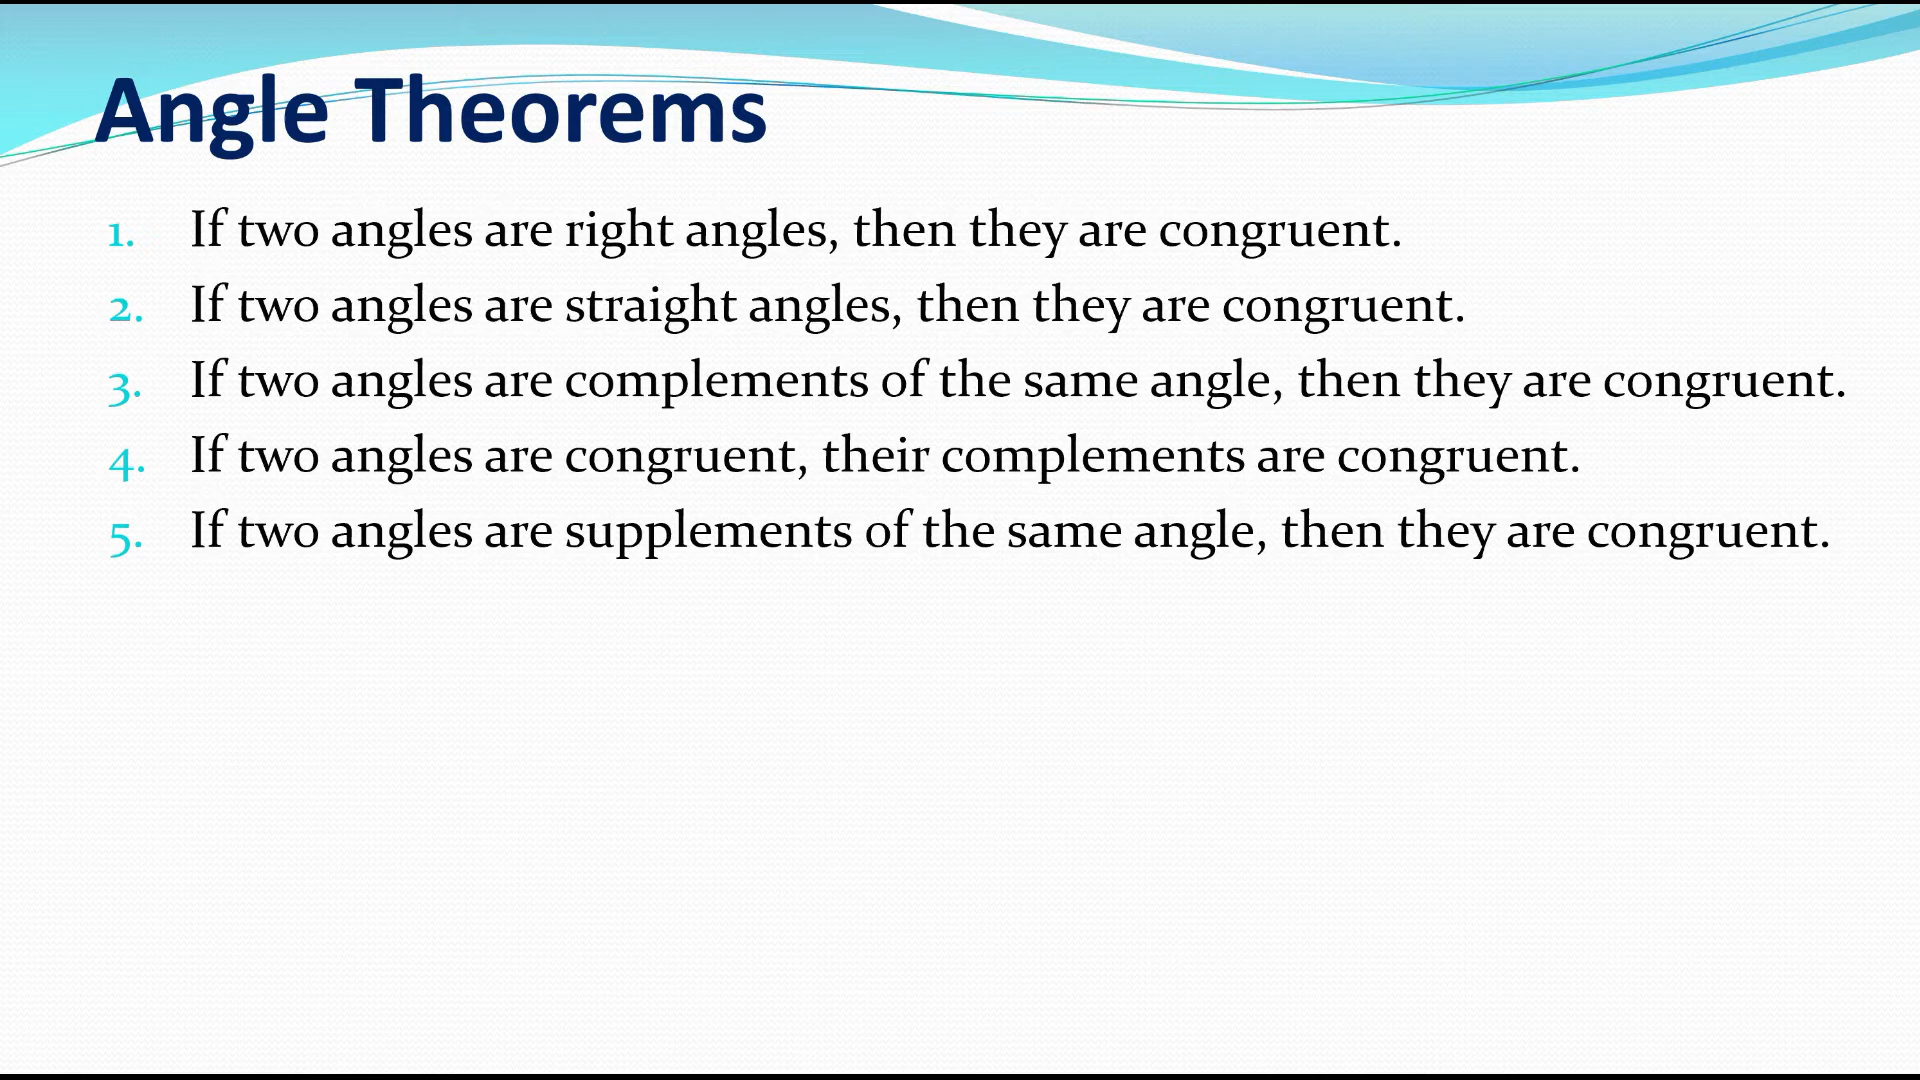 Angle Theorems
1. If two angles are right angles, then they are congruent.
2. If two angles are straight angles, then they are congruent.
3. If two angles are complements of the same angle, then they are congruent.
4. If two angles are congruent, their complements are congruent.
5. If two angles are supplements of the same angle, then they are congruent.